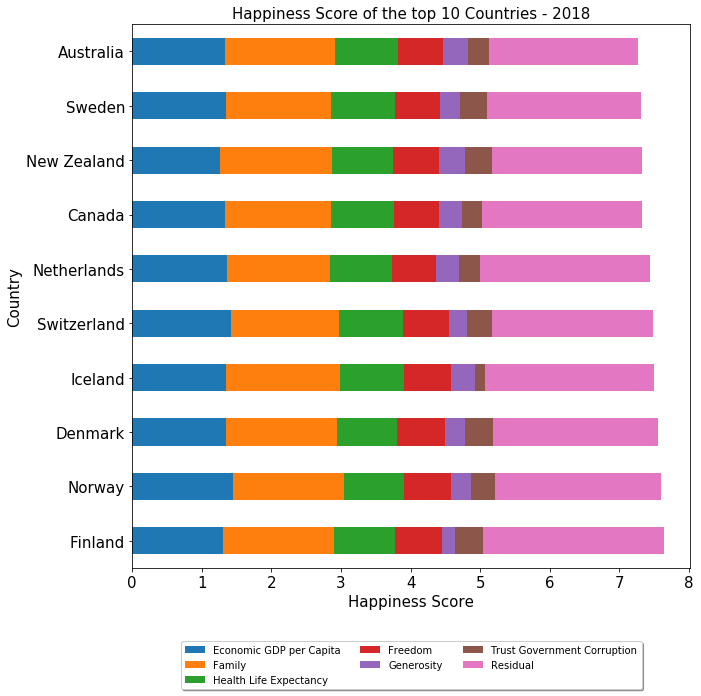 Happiness Score of the top 10 Countries - 2018
Country
Australia
Sweden
New Zealand
Canada
Netherlands
Switzerland
Iceland
Denmark
Norway
Finland
0 1 2 3 4 5 6 7 8
Happiness Score
Economic GDP per Capita Freedom Trust Government Corruption
Family Generosity Residual
Health Life Expectancy